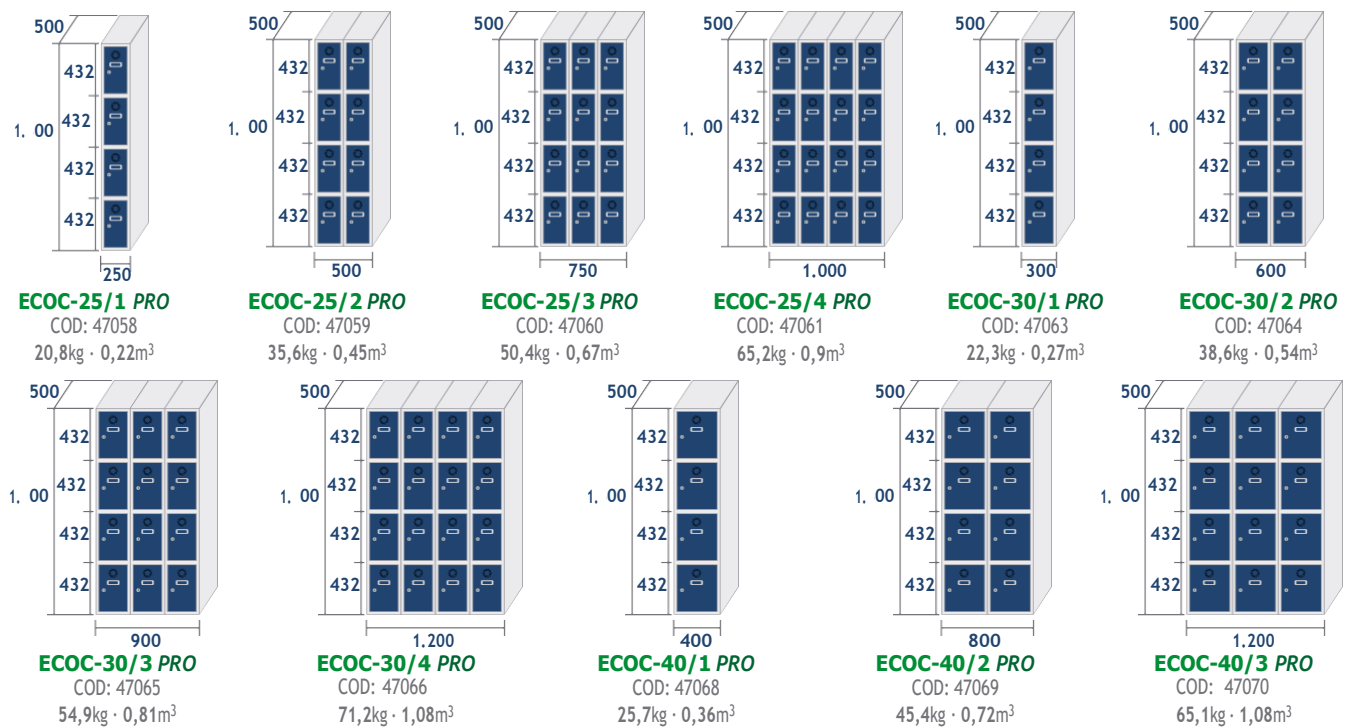 500
432
432
1. 00
432
432
250
ECOC-25/1 PRO
COD: 47058
20,8kg · 0,22m³
500
432
432
1. 00
432
432
500
ECOC-25/2 PRO
COD: 47059
35,6kg · 0,45m³
500
432
432
1. 00
432
432
750
ECOC-25/3 PRO
COD: 47060
50,4kg · 0,67m³
500
432
432
1. 00
432
432
1.000
ECOC-25/4 PRO
COD: 47061
65,2kg · 0,9m³
500
432
432
1. 00
432
432
300
ECOC-30/1 PRO
COD: 47063
22,3kg · 0,27m³
500
432
432
1. 00
432
432
600
ECOC-30/2 PRO
COD: 47064
38,6kg · 0,54m³
500
432
432
1. 00
432
432
900
ECOC-30/3 PRO
COD: 47065
54,9kg · 0,81m³
500
432
432
1. 00
432
432
1.200
ECOC-30/4 PRO
COD: 47066
71,2kg · 1,08m³
500
432
432
1. 00
432
432
400
ECOC-40/1 PRO
COD: 47068
25,7kg · 0,36m³
500
432
432
1. 00
432
432
800
ECOC-40/2 PRO
COD: 47069
45,4kg · 0,72m³
500
432
432
1. 00
432
432
1.200
ECOC-40/3 PRO
COD: 47070
65,1kg · 1,08m³